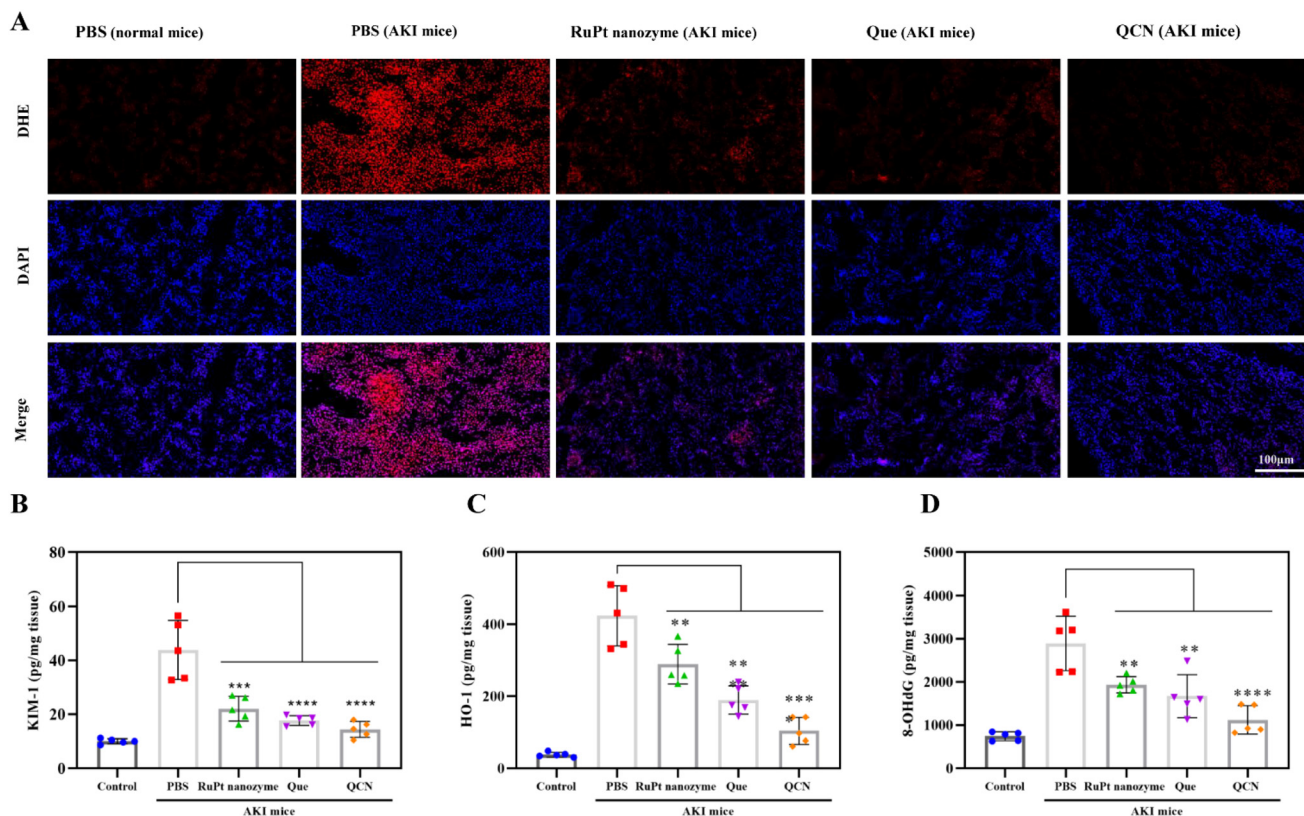 A
PBS (normal mice) PBS (AKI mice) RuPt nanozyme (AKI mice) Que (AKI mice) QCN (AKI mice)
DHE
DAPI
Merge
100μm
B
KIM-1 (pg/mg tissue)
80
60
40
20
0
***
****
****
Control PBS RuPt nanozyme Que QCN
AKI mice
C
HO-1 (pg/mg tissue)
600
400
200
0
**
**
**
***
*
Control PBS RuPt nanozyme Que QCN
AKI mice
D
8-OHdG (pg/mg tissue)
5000
4000
3000
2000
1000
0
**
**
****
Control PBS RuPt nanozyme Que QCN
AKI mice